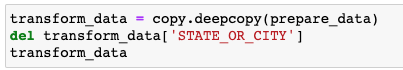 transform_data = copy.deepcopy(prepare_data)
del transform_data['STATE_OR_CITY']
transform_data